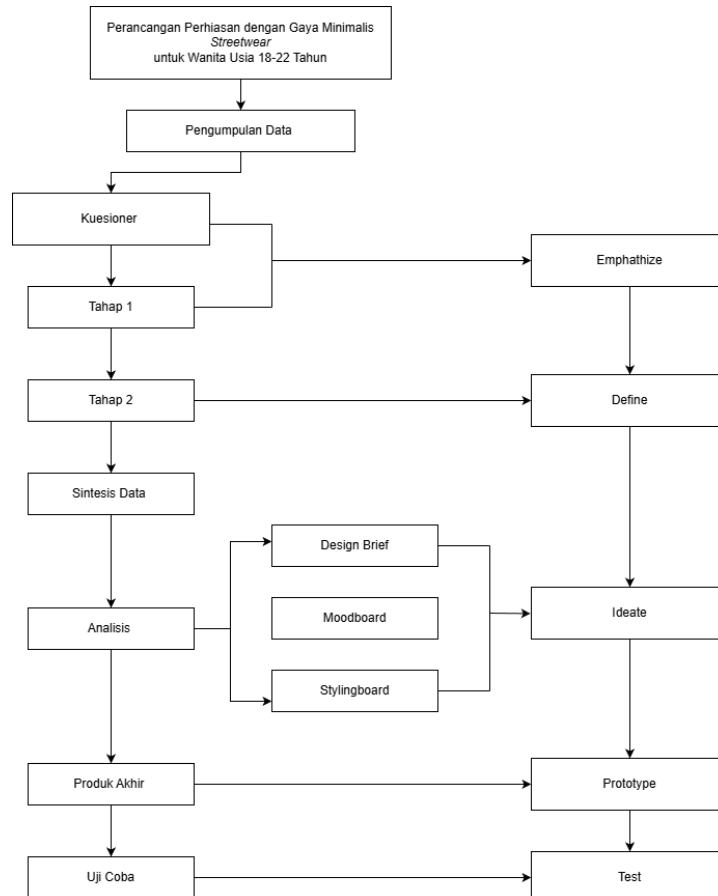 Perancangan Perhiasan dengan Gaya Minimalis
Streetwear
untuk Wanita Usia 18-22 Tahun
Pengumpulan Data
Kuesioner
Emphathize
Tahap 1
Tahap 2
Define
Sintesis Data
Design Brief
Analisis
Moodboard
Ideate
Stylingboard
Produk Akhir
Prototype
Uji Coba
Test